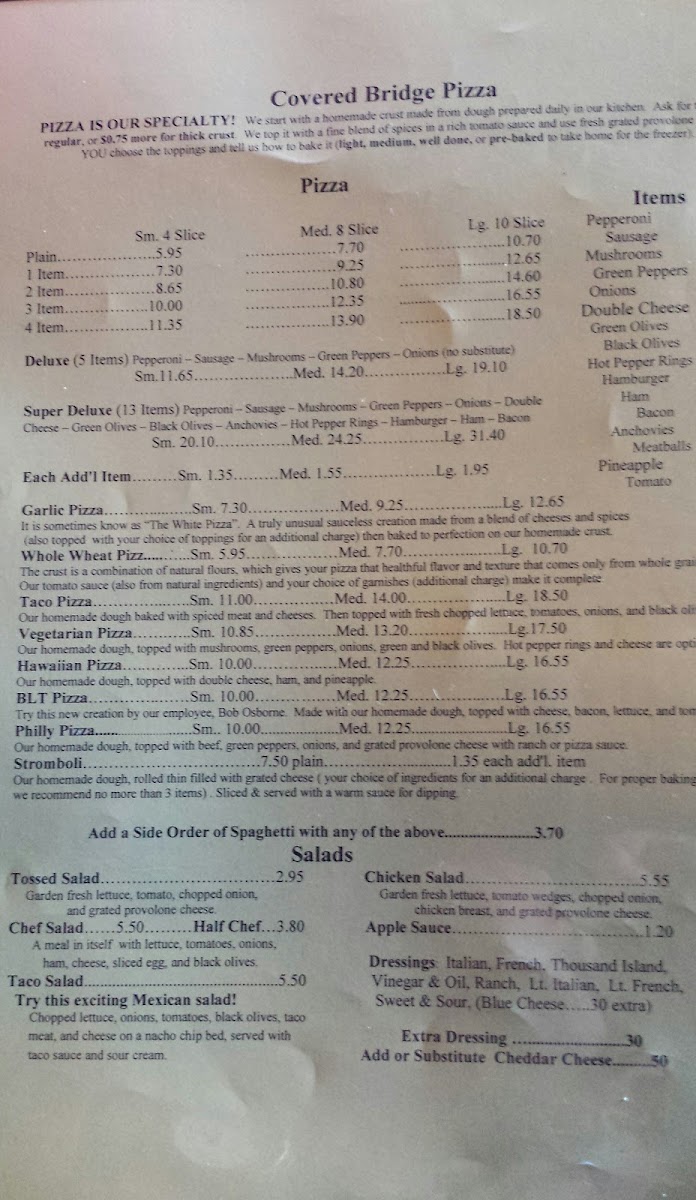 Covered Bridge Pizza
PIZZA IS OUR SPECIALTY! We start with a homemade crust made from dough prepared daily in our kitchen. Ask for
regular, or $0.75 more for thick crust. We top it with a fine blend of spices in a rich tomato sauce and use fresh grated provolone
YOU choose the toppings and tell us how to bake it (light, medium, well done, or pre-baked to take home for the freezer).
Pizza
Items
Sm. 4 Slice Med. 8 Slice Lg. 10 Slice
Plain....................5.95 ..................7.70 .....................10.70
1 Item..................7.30 ..................9.25 .....................12.65
2 Item..................8.65 .................10.80 .....................14.60
3 Item.................10.00 .................12.35 .....................16.55
4 Item.................11.35 .................13.90 .....................18.50
Pepperoni
Sausage
Mushrooms
Green Peppers
Onions
Double Cheese
Green Olives
Black Olives
Hot Pepper Rings
Hamburger
Ham
Bacon
Anchovies
Meatballs
Pineapple
Tomato
Deluxe (5 Items) Pepperoni – Sausage – Mushrooms – Green Peppers – Onions (no substitute)
Sm.11.65....................Med. 14.20................Lg. 19.10
Super Deluxe (13 Items) Pepperoni – Sausage – Mushrooms – Green Peppers – Onions – Double
Cheese – Green Olives – Black Olives – Anchovies – Hot Pepper Rings – Hamburger – Ham – Bacon
Sm. 20.10...............Med. 24.25................Lg. 31.40
Each Add'l Item.........Sm. 1.35.........Med. 1.55..................Lg. 1.95
Garlic Pizza..................Sm. 7.30..................Med. 9.25....................Lg. 12.65
It is sometimes know as "The White Pizza". A truly unusual sauceless creation made from a blend of cheeses and spices
(also topped with your choice of toppings for an additional charge) then baked to perfection on our homemade crust.
Whole Wheat Pizz.........Sm. 5.95..................Med. 7.70....................Lg. 10.70
The crust is a combination of natural flours, which gives your pizza that healthful flavor and texture that comes only from whole
Our tomato sauce (also from natural ingredients) and your choice of garnishes (additional charge) make it complete
Taco Pizza...................Sm. 11.00................Med. 14.00....................Lg. 18.50
Our homemade dough baked with spiced meat and cheeses. Then topped with fresh chopped lettuce, tomatoes, onions, and black
Vegetarian Pizza............Sm. 10.85.................Med. 13.20....................Lg.17.50
Our homemade dough, topped with mushrooms, green peppers, onions, green and black olives. Hot pepper rings and cheese are opti
Hawaiian Pizza.............Sm. 10.00.................Med. 12.25...................Lg. 16.55
Our homemade dough, topped with double cheese, ham, and pineapple.
BLT Pizza....................Sm. 10.00.................Med. 12.25...................Lg. 16.55
Try this new creation by our employee, Bob Osborne. Made with our homemade dough, topped with cheese, bacon, lettuce, and tom
Philly Pizza...................Sm.. 10.00................Med. 12.25...................Lg. 16.55
Our homemade dough, topped with beef, green peppers, onions, and grated provolone cheese with ranch or pizza sauce.
Stromboli...................................7.50 plain..........................1.35 each add'l. item
Our homemade dough, rolled thin filled with grated cheese ( your choice of ingredients for an additional charge . For proper baking
we recommend no more than 3 items) . Sliced & served with a warm sauce for dipping.
Add a Side Order of Spaghetti with any of the above.......................3.70
Salads
Tossed Salad...................................2.95
Garden fresh lettuce, tomato, chopped onion,
and grated provolone cheese.
Chef Salad......5.50.........Half Chef...3.80
A meal in itself with lettuce, tomatoes, onions,
ham, cheese, sliced egg, and black olives.
Taco Salad.......................................5.50
Try this exciting Mexican salad!
Chopped lettuce, onions, tomatoes, black olives, taco
meat, and cheese on a nacho chip bed, served with
taco sauce and sour cream.
Chicken Salad...................................5.55
Garden fresh lettuce, tomato wedges, chopped onion,
chicken breast, and grated provolone cheese.
Apple Sauce......................................1.20
Dressings: Italian, French, Thousand Island,
Vinegar & Oil, Ranch, Lt. Italian, Lt. French,
Sweet & Sour, (Blue Cheese.....30 extra)
Extra Dressing .........................30
Add or Substitute Cheddar Cheese.........50